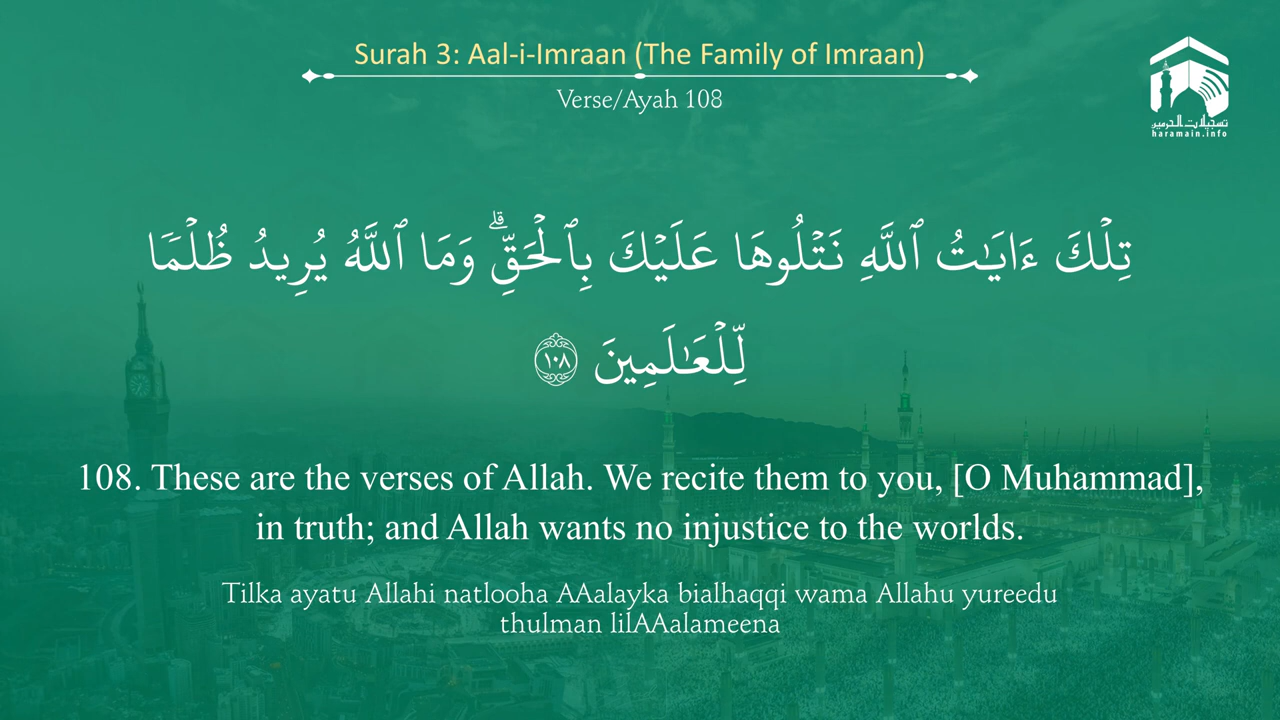 Surah 3: Aal-i-Imraan (The Family of Imraan)
Verse/Ayah 108
تسجيلات الحرمين
haramain.info
تِلۡكَ ءَايَٰتُ ٱللَّهِ نَتۡلُوهَا عَلَيۡكَ بِٱلۡحَقِّۗ وَمَا ٱللَّهُ يُرِيدُ ظُلۡمٗا
لِّلۡعَٰلَمِينَ ١٠٨
108. These are the verses of Allah. We recite them to you, [O Muhammad],
in truth; and Allah wants no injustice to the worlds.
Tilka ayatu Allahi natlooha AAalayka bialhaqqi wama Allahu yureedu
thulman lilAAalameena